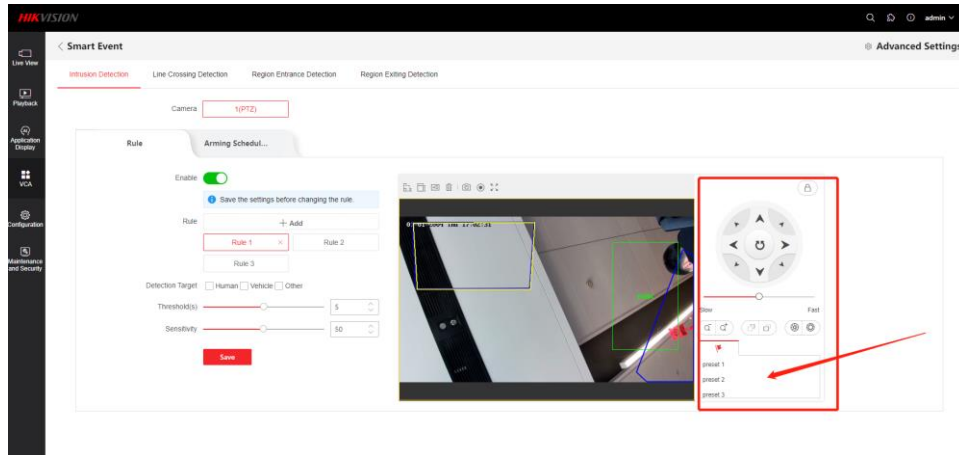 HIKVISION
admin
Smart Event
Advanced Settings
Live View
Playback
Application
Display
VCA
Configuration
Maintenance
and Security
Intrusion Detection
Line Crossing Detection
Region Entrance Detection
Region Exiting Detection
Camera
1(PTZ)
Rule
Arming Schedul...
Enable
Save the settings before changing the rule.
Rule
+ Add
Rule 1 ×
Rule 2
Rule 3
Detection Target
Human
Vehicle
Other
Threshold(s)
5
Sensitivity
50
Save
Slow
Fast
preset 1
preset 2
preset 3